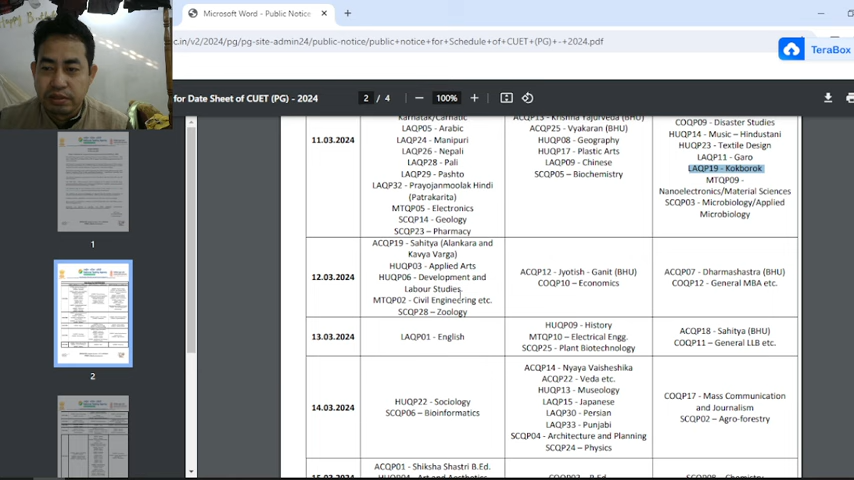 Happy B
Microsoft Word - Public Notice
ic.in/v2/2024/pg/pg-site-admin24/public-notice/public+notice+for+Schedule+of+CUET+(PG)+-+2024.pdf
TeraBox
for Date Sheet of CUET (PG) - 2024
2 / 4
100%
1
2
11.03.2024
Karnatak/Carnatic
LAQP05 - Arabic
LAQP24 - Manipuri
LAQP26 - Nepali
LAQP28 - Pali
LAQP29 - Pashto
LAQP32 - Prayojanmoolak Hindi
(Patrakarita)
MTQP05 - Electronics
SCQP14 - Geology
SCQP23 – Pharmacy
ACQP13 - Krishna Yajurveda (BHU)
ACQP25 - Vyakaran (BHU)
HUQP08 - Geography
HUQP17 - Plastic Arts
LAQP09 - Chinese
SCQP05 – Biochemistry
COQP09 - Disaster Studies
HUQP14 - Music – Hindustani
HUQP23 - Textile Design
LAQP11 - Garo
LAQP19 - Kokborok
MTQP09 -
Nanoelectronics/Material Sciences
SCQP03 - Microbiology/Applied
Microbiology
12.03.2024
ACQP19 - Sahitya (Alankara and
Kavya Varga)
HUQP03 - Applied Arts
HUQP06 - Development and
Labour Studies
MTQP02 - Civil Engineering etc.
SCQP28 – Zoology
ACQP12 - Jyotish - Ganit (BHU)
COQP10 – Economics
ACQP07 - Dharmashastra (BHU)
COQP12 - General MBA etc.
13.03.2024
LAQP01 - English
HUQP09 - History
MTQP10 – Electrical Engg.
SCQP25 - Plant Biotechnology
ACQP18 - Sahitya (BHU)
COQP11 – General LLB etc.
14.03.2024
HUQP22 - Sociology
SCQP06 – Bioinformatics
ACQP14 - Nyaya Vaisheshika
ACQP22 - Veda etc.
HUQP13 - Museology
LAQP15 - Japanese
LAQP30 - Persian
LAQP33 - Punjabi
SCQP04 - Architecture and Planning
SCQP24 – Physics
COQP17 - Mass Communication
and Journalism
SCQP02 – Agro-forestry
15.03.2024
ACQP01 - Shiksha Shastri B.Ed.
HUQP04 - Art and Aesthetics